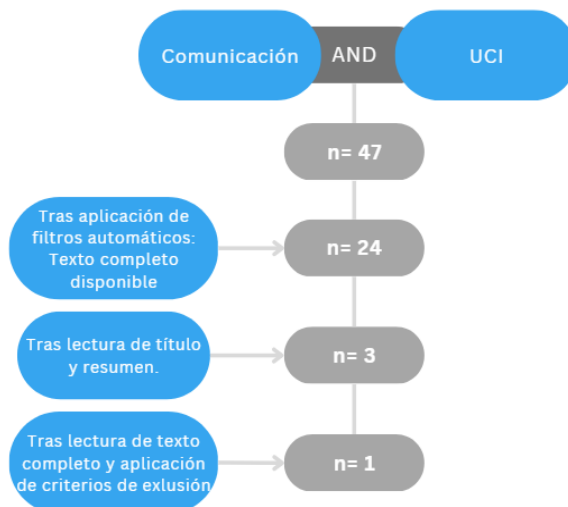 Comunicación
AND
UCI
n= 47
Tras aplicación de
filtros automáticos:
Texto completo
disponible
n= 24
Tras lectura de título
y resumen.
n= 3
Tras lectura de texto
completo y aplicación
de criterios de exlusión
n= 1